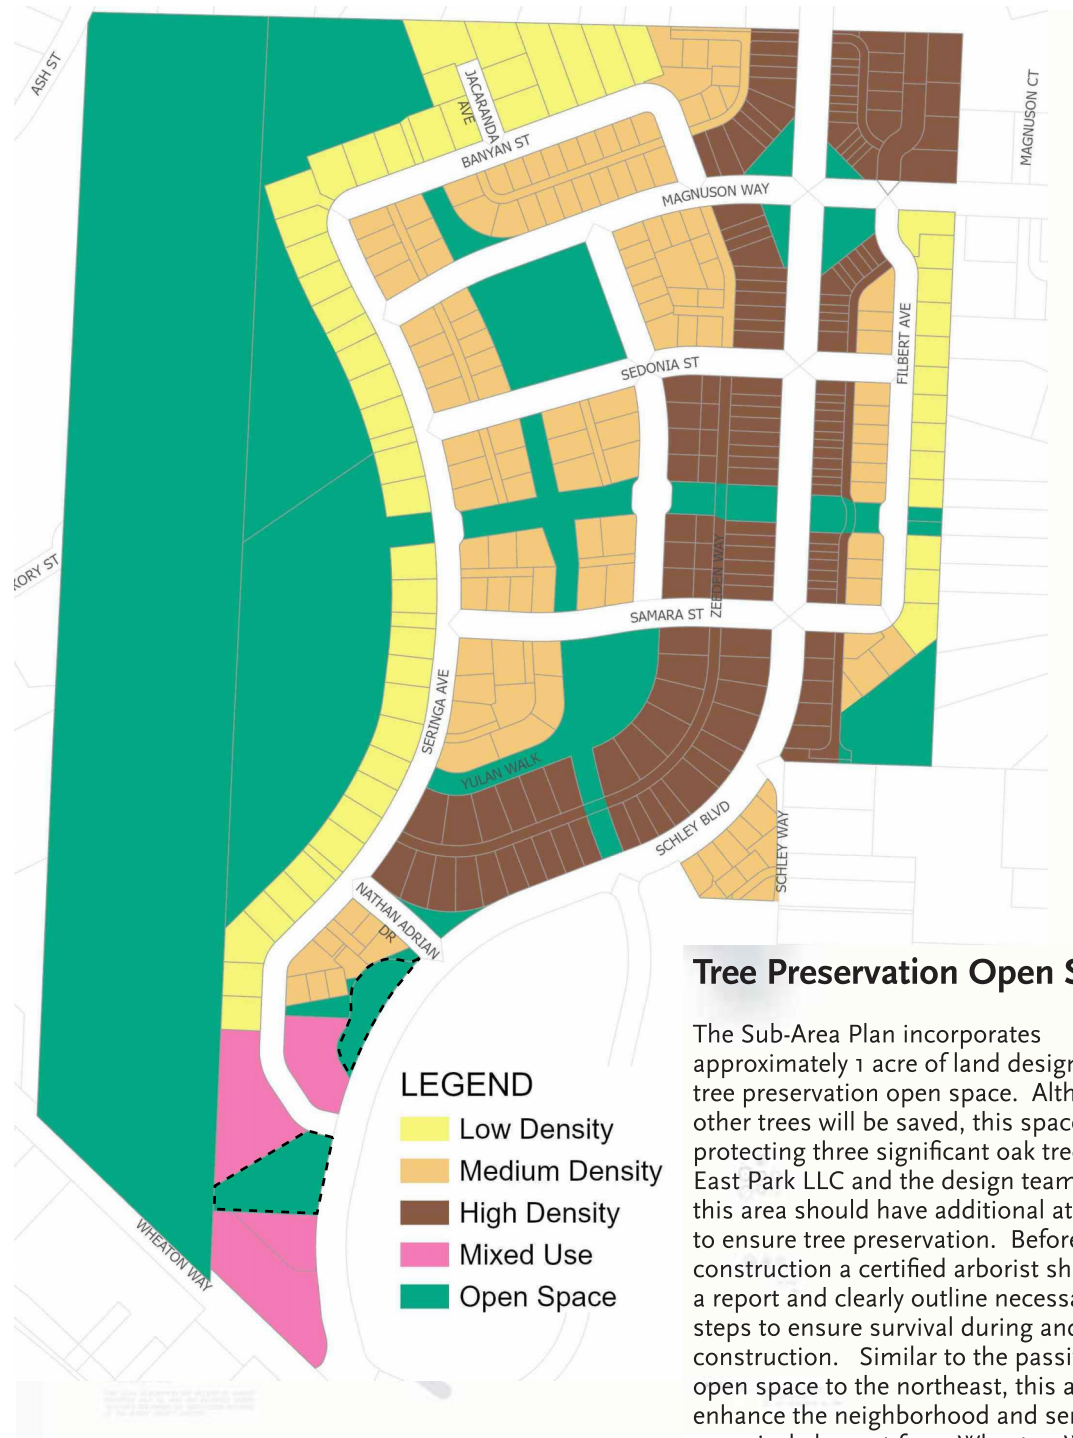 ASH ST
JACARANDA
AVE
BANYAN ST
MAGNUSON CT
MAGNUSON WAY
FILBERT AVE
SEDONIA ST
ZEEDEN WAY
SAMARA ST
SERINGA AVE
YULAN WALK
SCHLEY BLVD
SCHLEY WAY
NATHAN ADRIAN
DR
WHEATON WAY
LEGEND
Low Density
Medium Density
High Density
Mixed Use
Open Space
Tree Preservation Open
The Sub-Area Plan incorporates
approximately 1 acre of land
tree preservation open space.
other trees will be saved, this
protecting three significant oak
East Park LLC and the design team
this area should have additional
to ensure tree preservation.
construction a certified arborist
a report and clearly outline
steps to ensure survival during
construction. Similar to the
open space to the northeast, this
enhance the neighborhood and